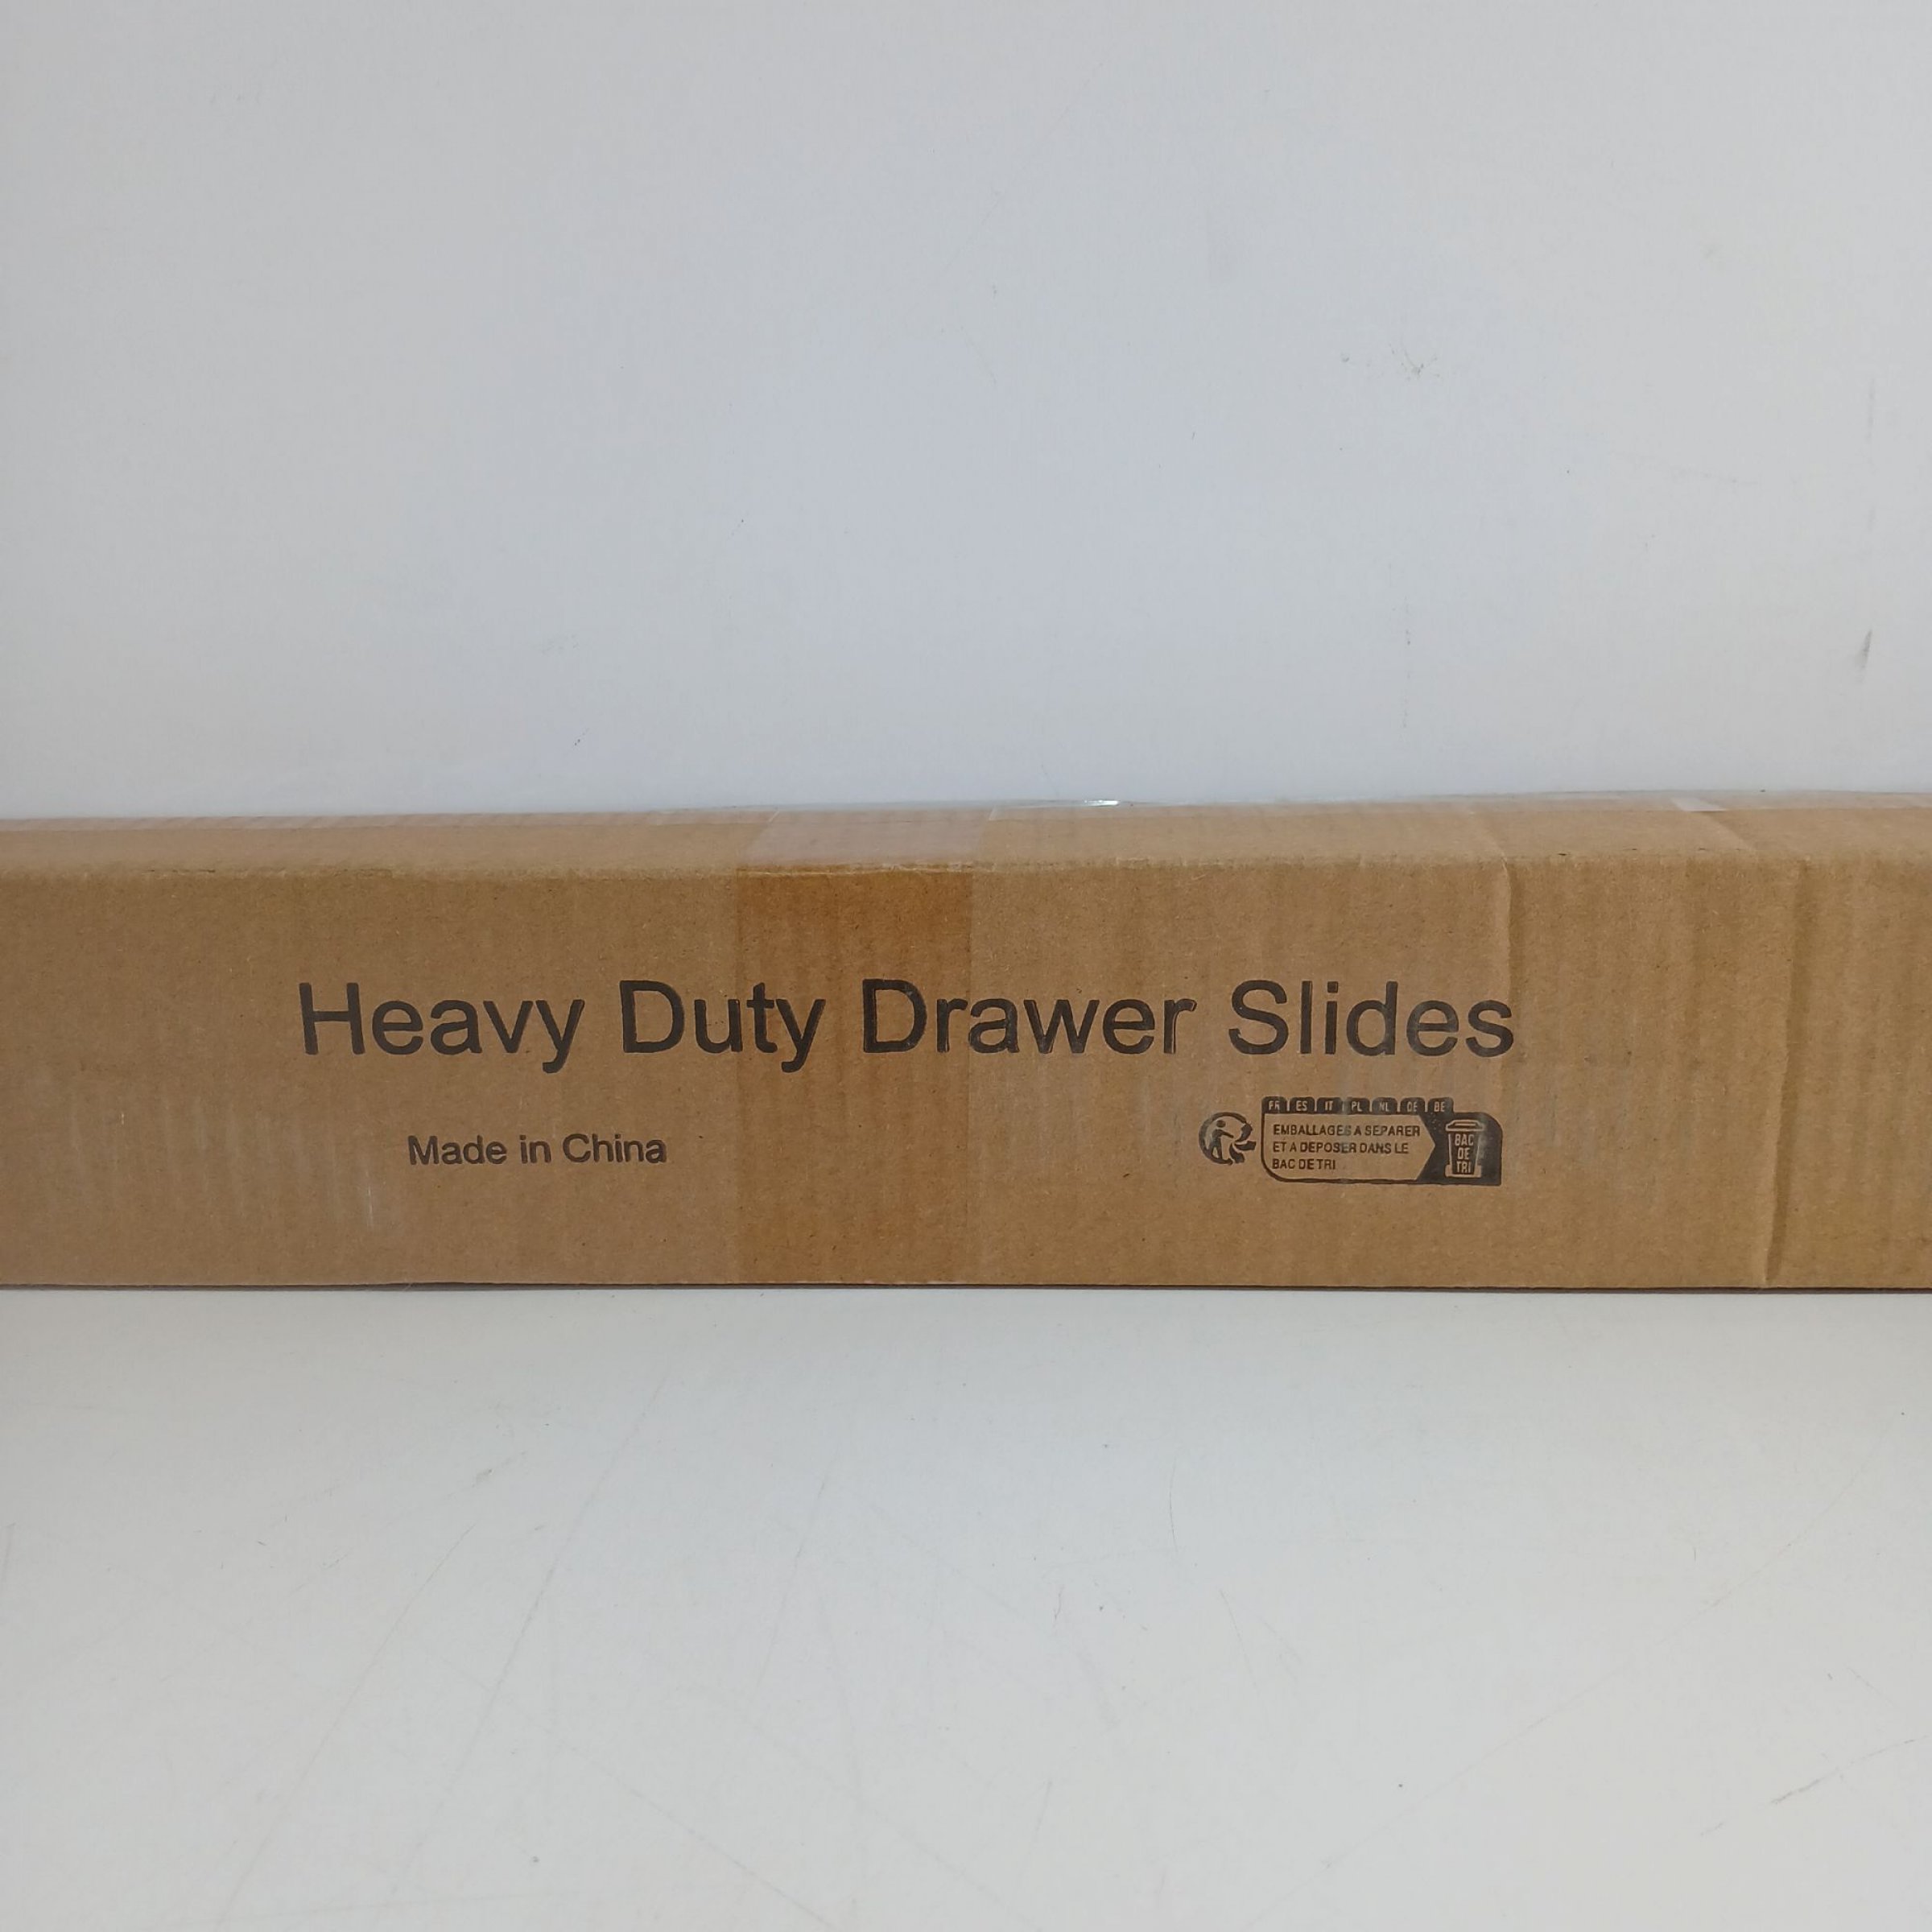 Heavy Duty Drawer Slides
Made in China
FR ES IT PL NL DE BE
EMBALLAGES A SEPARER
ET A DEPOSER DANS LE
BAC DE TRI
BAC
DE
TRI